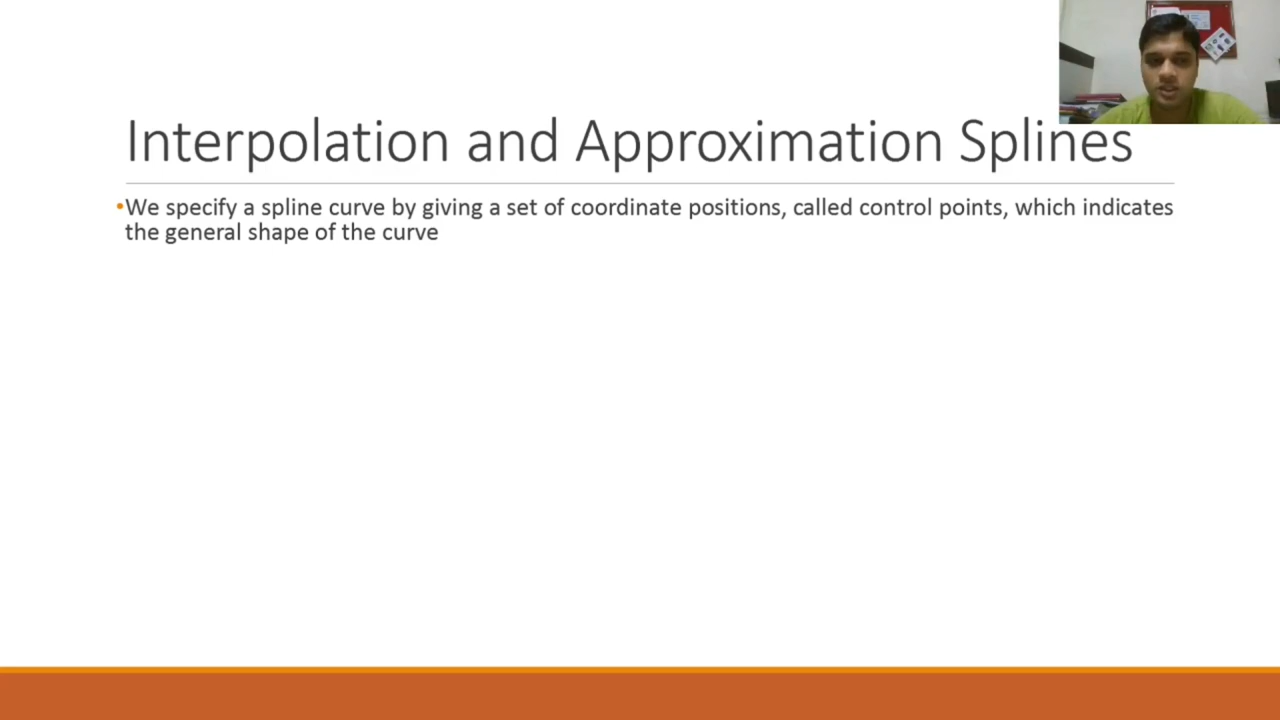 Interpolation and Approximation Splines
•We specify a spline curve by giving a set of coordinate positions, called control points, which indicates
the general shape of the curve